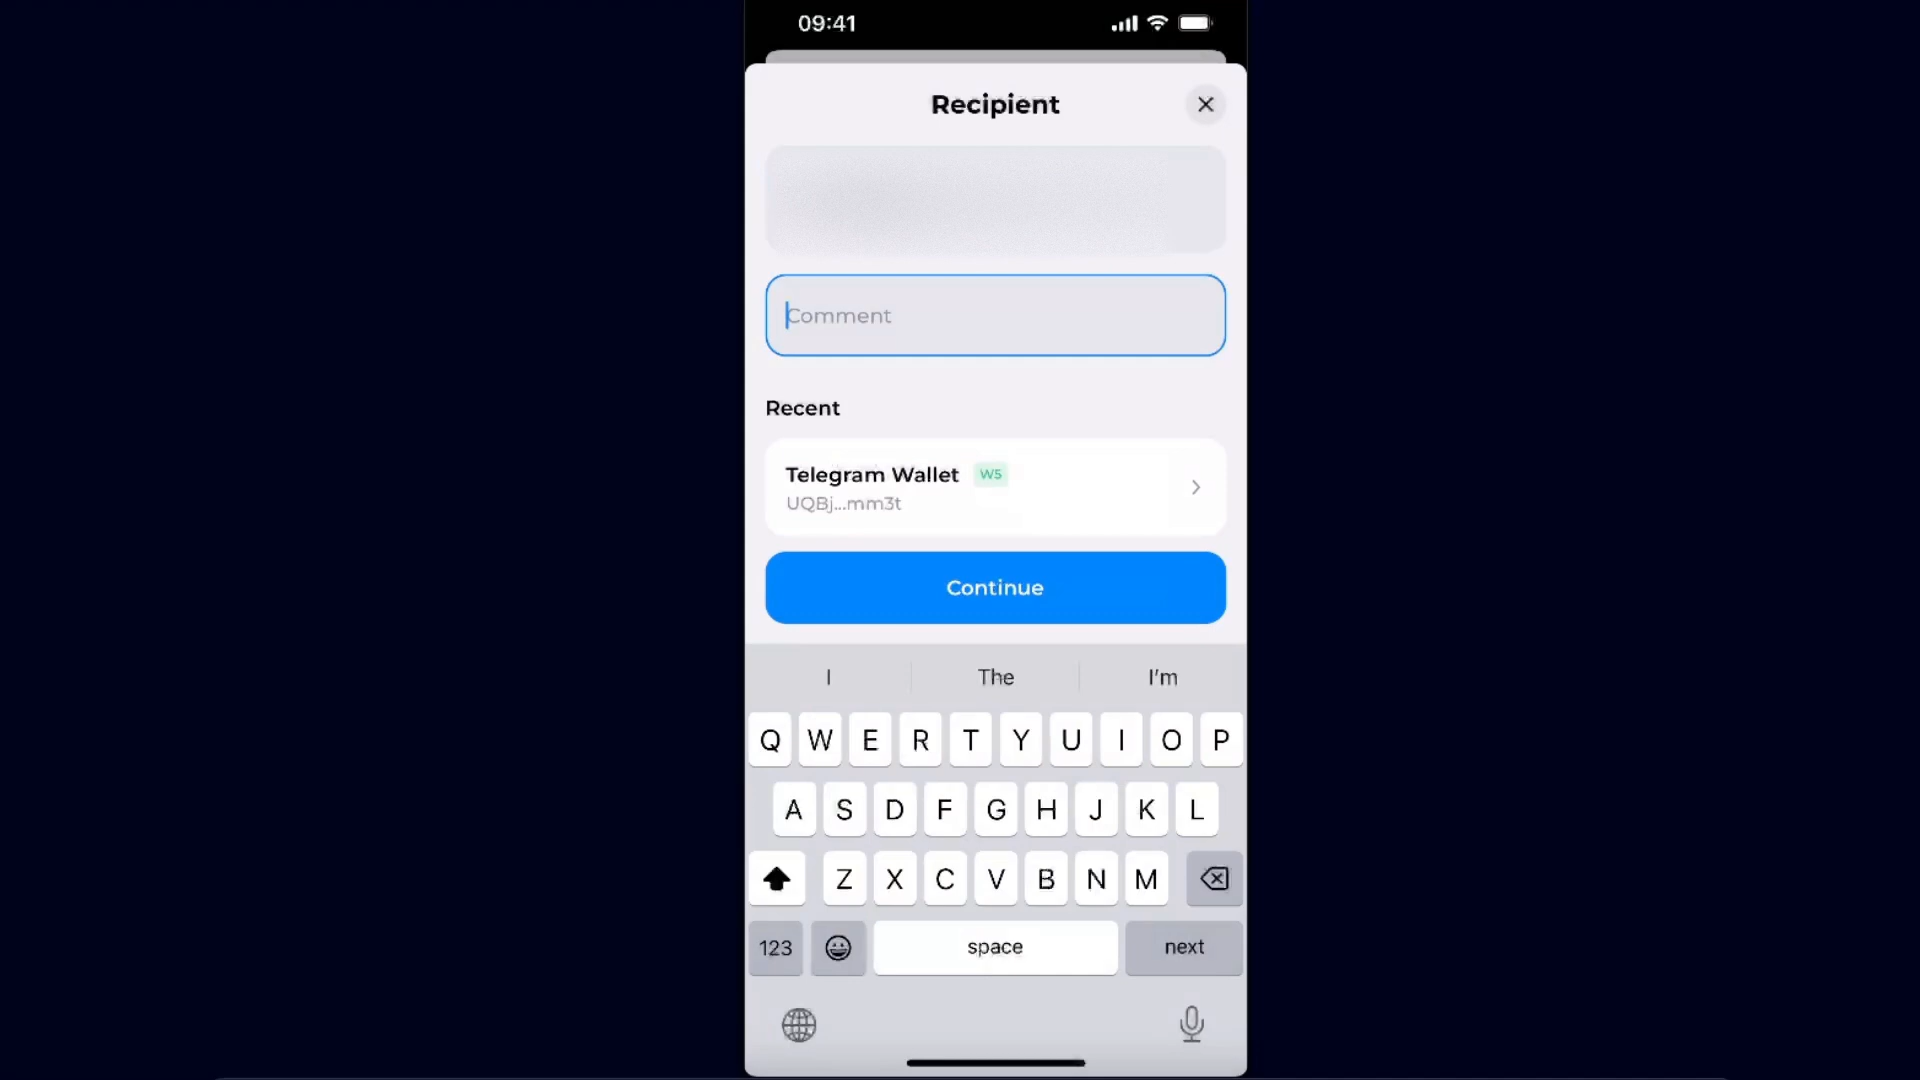 09:41
Recipient
Comment
Recent
Telegram Wallet W5
UQBj...mm3t
Continue
I The I'm
Q W E R T Y U I O P
A S D F G H J K L
Z X C V B N M
123 space next